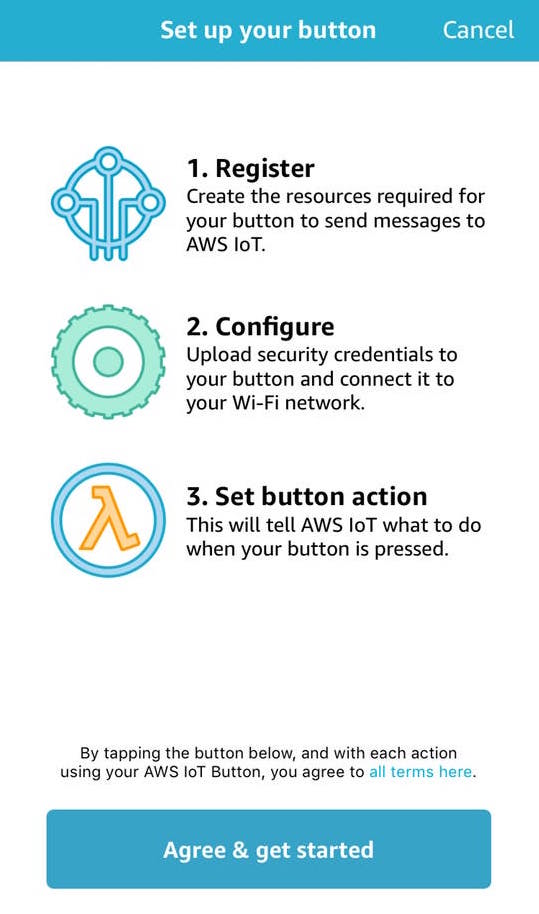 Set up your button
Cancel
1. Register
Create the resources required for
your button to send messages to
AWS IoT.
2. Configure
Upload security credentials to
your button and connect it to
your Wi-Fi network.
3. Set button action
This will tell AWS IoT what to do
when your button is pressed.
By tapping the button below, and with each action
using your AWS IoT Button, you agree to all terms here.
Agree & get started